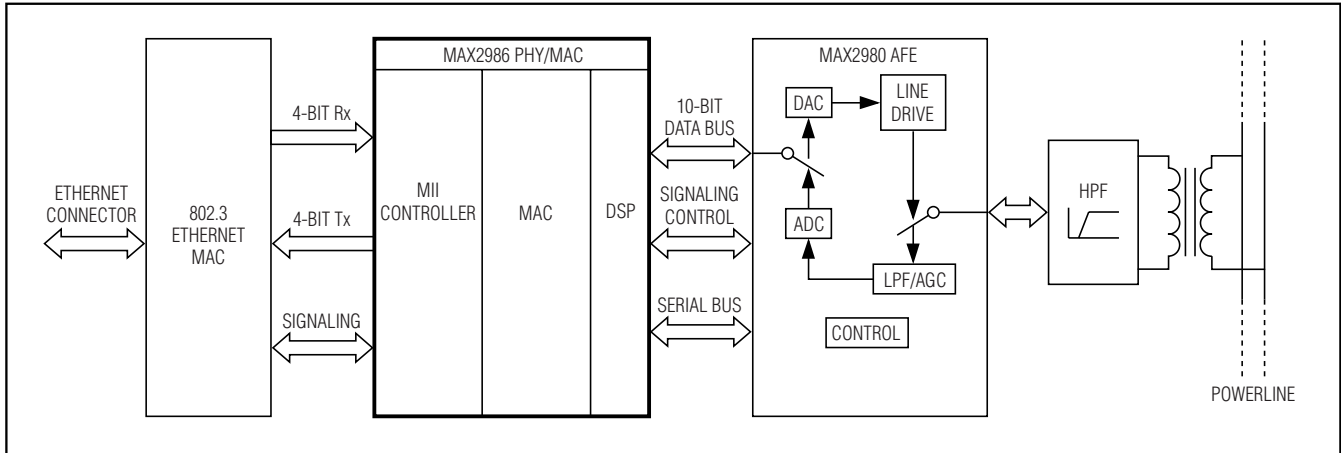 ETHERNET
CONNECTOR
802.3
ETHERNET
MAC
4-BIT Rx
4-BIT Tx
SIGNALING
MAX2986 PHY/MAC
MII
CONTROLLER
MAC
DSP
10-BIT
DATA BUS
SIGNALING
CONTROL
SERIAL BUS
MAX2980 AFE
DAC
LINE
DRIVE
ADC
LPF/AGC
CONTROL
HPF
POWERLINE